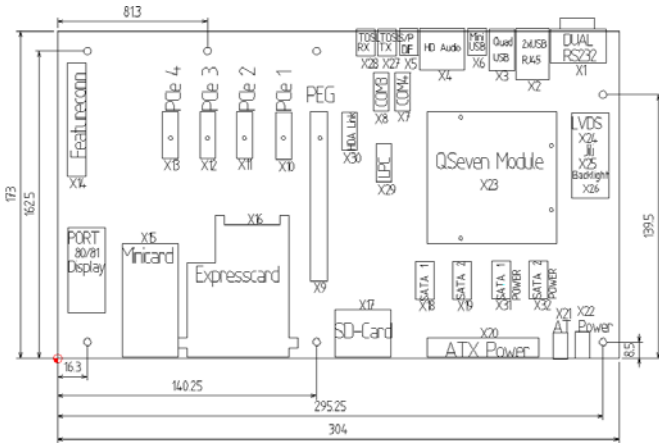 81.3
TOSL
RX
X28
TOSL
TX
X27
S/P
DIF
X5
HD Audio
X4
Mini
USB
X6
Quad
USB
X3
2xUSB
RJ45
X2
DUAL
RS232
X1
Featureconn
X14
PCIe 4
X13
PCIe 3
X12
PCIe 2
X11
PCIe 1
X10
PEG
X9
COM3
X8
COM4
X7
HDA Link
X30
LPC
X29
QSeven Module
X23
LVDS
X24
X25
Backlight
X26
173
162.5
139.5
PORT
80/81
Display
X15
Minicard
X16
Expresscard
X17
SD-Card
SATA 1
X18
SATA 2
X19
SATA 1
POWER
X31
SATA 2
POWER
X32
X20
ATX Power
X21
X22
AT Power
8.5
16.3
140.25
295.25
304